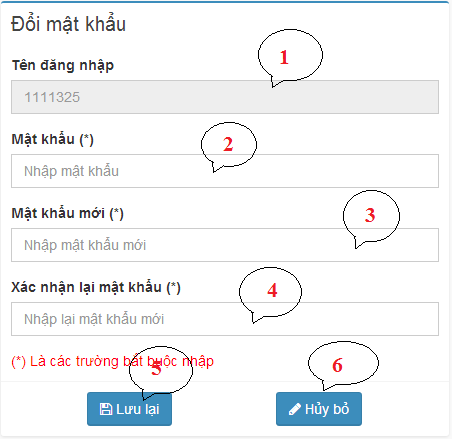 Đổi mật khẩu
Tên đăng nhập
1
1111325
Mật khẩu (*)
2
Nhập mật khẩu
Mật khẩu mới (*)
3
Nhập mật khẩu mới
Xác nhận lại mật khẩu (*)
4
Nhập lại mật khẩu mới
(*) Là các trường bắt buộc nhập
5
6
Lưu lại
Hủy bỏ